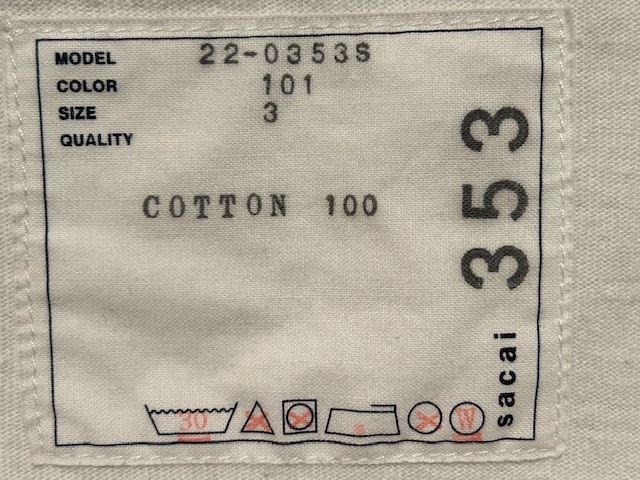 MODEL 22-0353S
COLOR 101
SIZE 3
QUALITY
COTTON 100
353
sacai
30
W